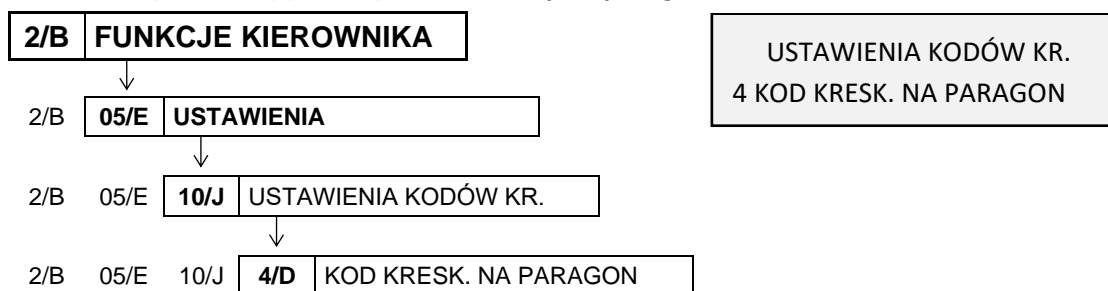 2/B FUNKCJE KIEROWNIKA
2/B 05/E USTAWIENIA
2/B 05/E 10/J USTAWIENIA KODÓW KR.
2/B 05/E 10/J 4/D KOD KRESK. NA PARAGON
USTAWIENIA KODÓW KR.
4 KOD KRESK. NA PARAGON